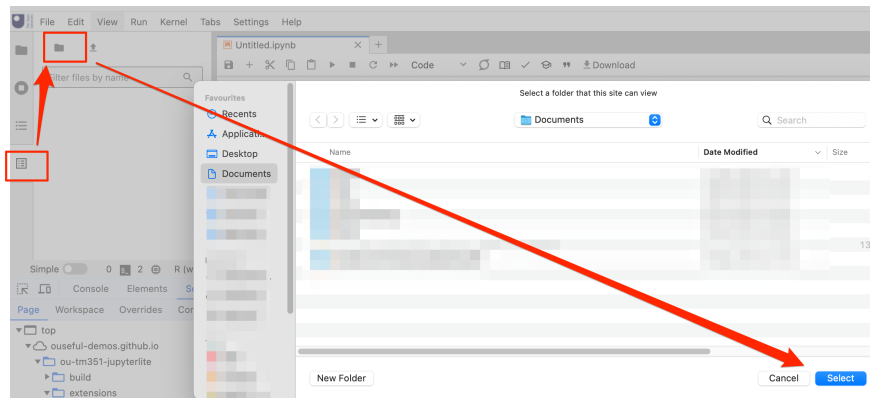 File Edit View Run Kernel Tabs Settings Help
Untitled.ipynb
Code Download
Filter files by name
Select a folder that this site can view
Favourites
Recents
Documents
Search
Applicati...
Desktop
Name Date Modified Size
Documents
13
Simple 0 2 R (w
Console Elements
Page Workspace Overrides Cor
top
ouseful-demos.github.io
ou-tm351-jupyterlite
build
extensions
New Folder Cancel Select